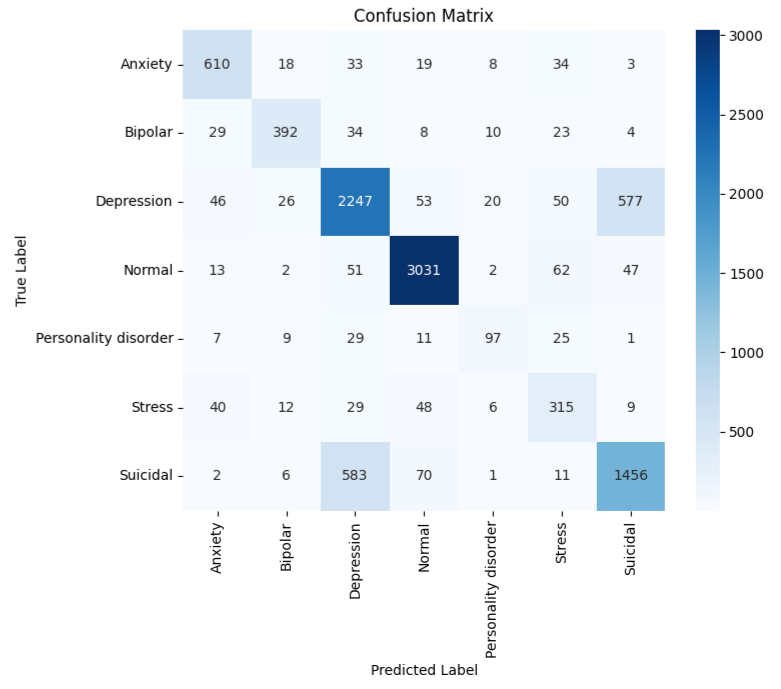 Confusion Matrix
Anxiety 610 18 33 19 8 34 3
Bipolar 29 392 34 8 10 23 4
Depression 46 26 2247 53 20 50 577
Normal 13 2 51 3031 2 62 47
Personality disorder 7 9 29 11 97 25 1
Stress 40 12 29 48 6 315 9
Suicidal 2 6 583 70 1 11 1456
True Label
Anxiety
Bipolar
Depression
Normal
Personality disorder
Stress
Suicidal
Predicted Label
3000
2500
2000
1500
1000
500